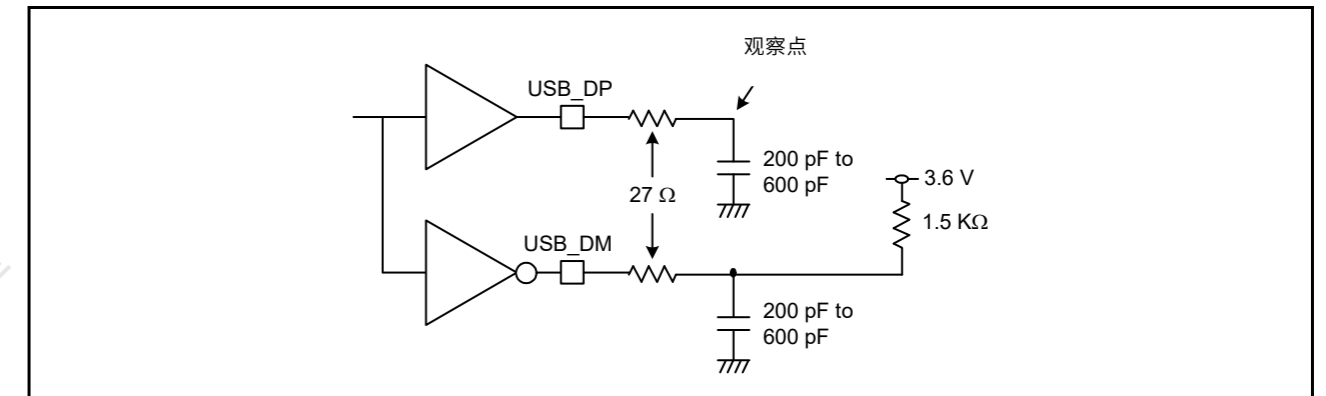 观察点
USB_DP
200 pF to
600 pF
3.6 V
27 Ω
1.5 KΩ
USB_DM
200 pF to
600 pF